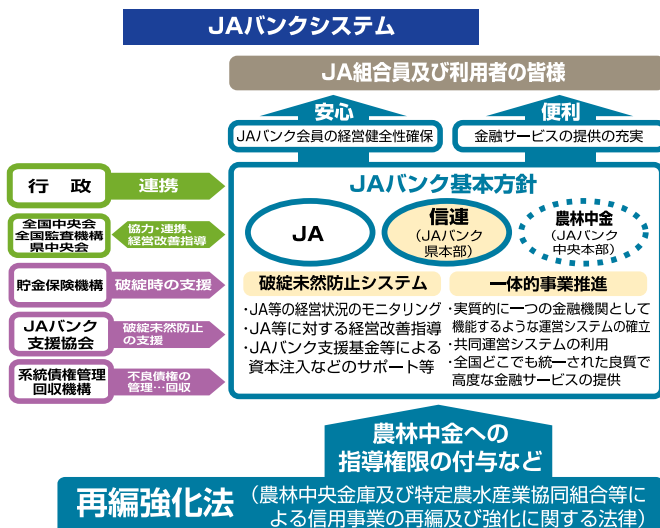 JAバンクシステム
JA組合員及び利用者の皆様
安心
JAバンク会員の経営健全性確保
便利
金融サービスの提供の充実
行 政
連携
全国中央会
全国監査機構
県中央会
協力・連携、
経営改善指導
貯金保険機構
破綻時の支援
JAバンク
支援協会
破綻未然防止
の支援
系統債権管理
回収機構
不良債権の
管理…回収
JAバンク基本方針
JA
信連
（JAバンク
県本部）
農林中金
（JAバンク
中央本部）
破綻未然防止システム
・JA等の経営状況のモニタリング
・JA等に対する経営改善指導
・JAバンク支援基金等による
資本注入などのサポート等
一体的事業推進
・実質的に一つの金融機関として
機能するような運営システムの確立
・共同運営システムの利用
・全国どこでも統一された良質で
高度な金融サービスの提供
農林中金への
指導権限の付与など
再編強化法
（農林中央金庫及び特定農水産業協同組合等に
よる信用事業の再編及び強化に関する法律）